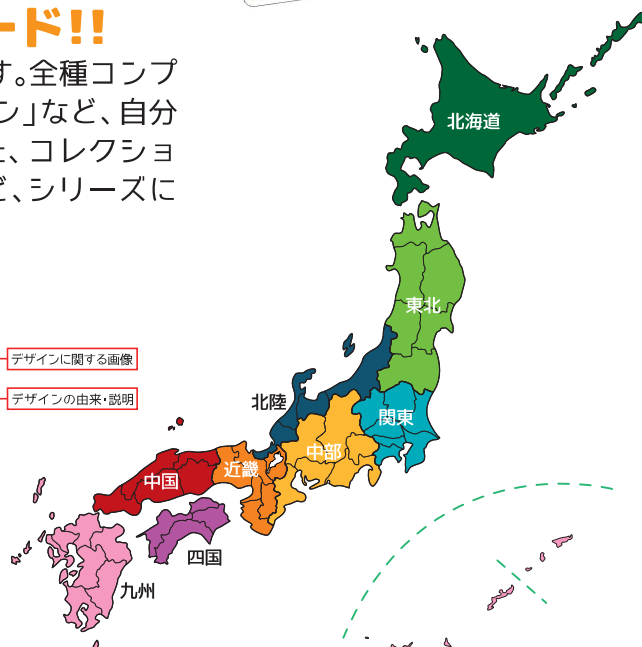 ード!!
す。全種コンプ
ン」など、自分
、コレクショ
、シリーズに
デザインに関する画像
デザインの由来・説明
北海道
東北
北陸
関東
中部
近畿
中国
四国
九州